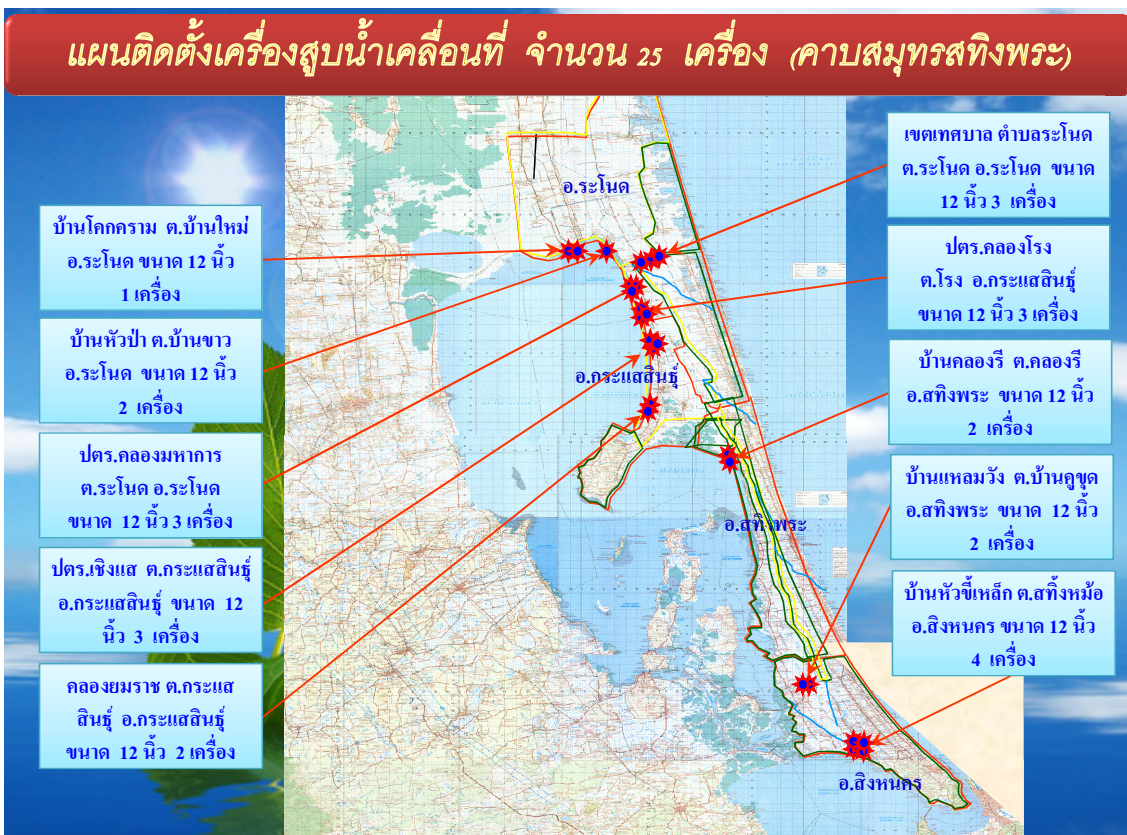 แผนติดตั้งเครื่องสูบน้ำเคลื่อนที่ จำนวน 25 เครื่อง (คาบสมุทรสทิงพระ)
บ้านโคกคราม ต.บ้านใหม่
อ.ระโนด ขนาด 12 นิ้ว
1 เครื่อง
บ้านหัวป่า ต.บ้านขาว
อ.ระโนด ขนาด 12 นิ้ว
2 เครื่อง
ปตร.คลองมหาการ
ต.ระโนด อ.ระโนด
ขนาด 12 นิ้ว 3 เครื่อง
ปตร.เชิงแส ต.กระแสสินธุ์
อ.กระแสสินธุ์ ขนาด 12
นิ้ว 3 เครื่อง
คลองยมราช ต.กระแส
สินธุ์ อ.กระแสสินธุ์
ขนาด 12 นิ้ว 2 เครื่อง
อ.ระโนด
อ.กระแสสินธุ์
อ.สทิงพระ
อ.สิงหนคร
เขตเทศบาล ตำบลระโนด
ต.ระโนด อ.ระโนด ขนาด
12 นิ้ว 3 เครื่อง
ปตร.คลองโรง
ต.โรง อ.กระแสสินธุ์
ขนาด 12 นิ้ว 3 เครื่อง
บ้านคลองรี ต.คลองรี
อ.สทิงพระ ขนาด 12 นิ้ว
2 เครื่อง
บ้านแหลมวัง ต.บ้านคูขุด
อ.สทิงพระ ขนาด 12 นิ้ว
2 เครื่อง
บ้านหัวขี้เหล็ก ต.สทิ้งหม้อ
อ.สิงหนคร ขนาด 12 นิ้ว
4 เครื่อง